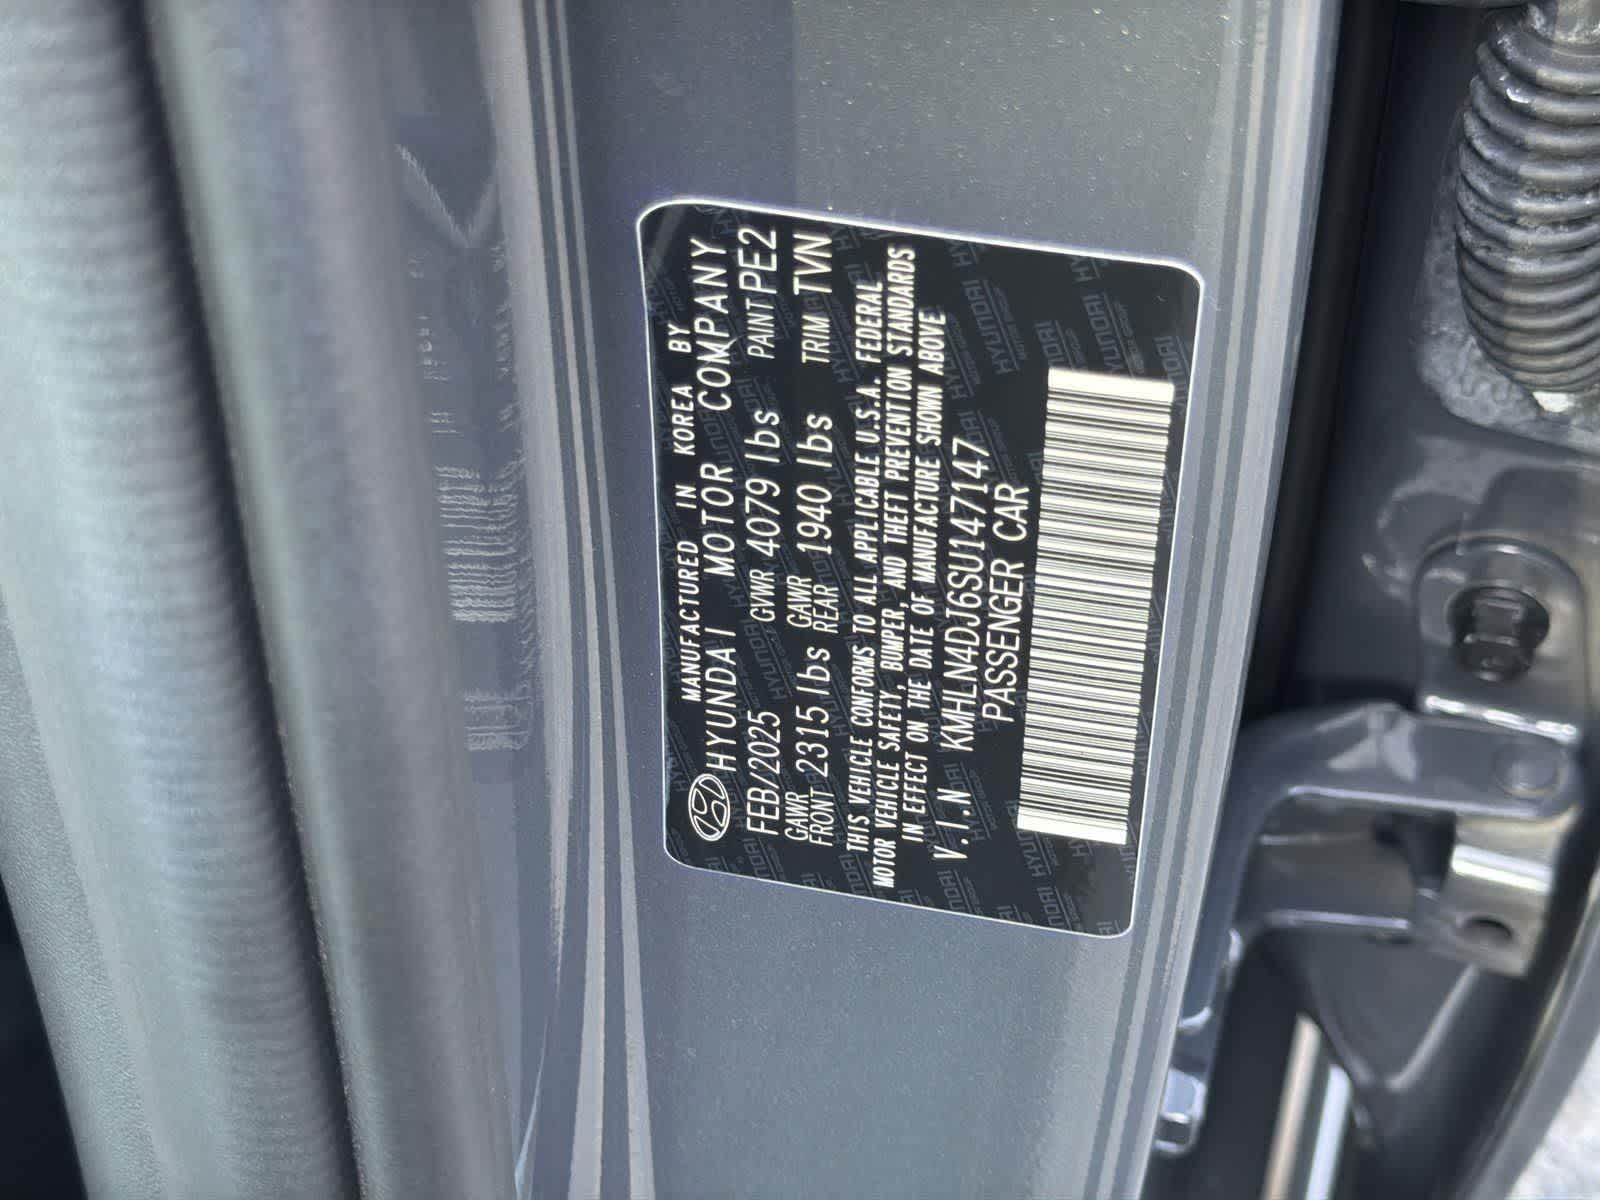 MANUFACTURED IN KOREA BY
HYUNDAI MOTOR COMPANY
FEB/2025 GVWR 4079 lbs PAINT PE2
GAWR FRONT 2315 lbs GAWR REAR 1940 lbs TRIM TVN
THIS VEHICLE CONFORMS TO ALL APPLICABLE U.S.A. FEDERAL
MOTOR VEHICLE SAFETY, BUMPER, AND THEFT PREVENTION STANDARDS
IN EFFECT ON THE DATE OF MANUFACTURE SHOWN ABOVE
V.I.N KMHLN4DJ6SU147147
PASSENGER CAR